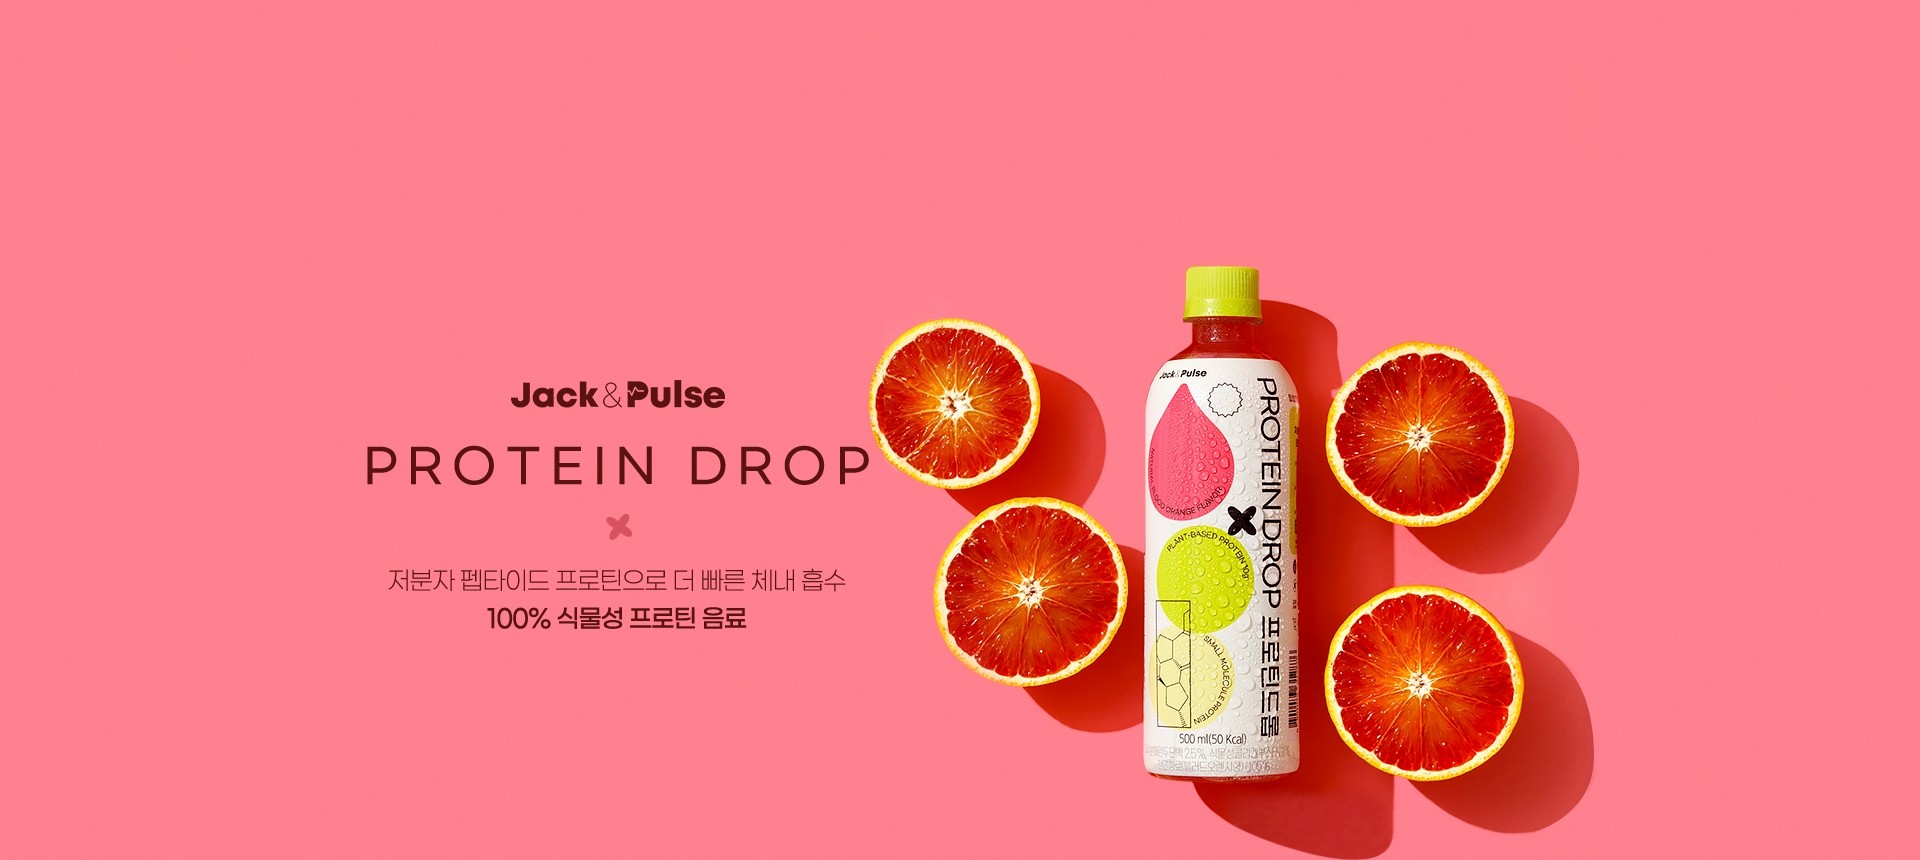 Jack&Pulse
PROTEIN DROP
저분자 펩타이드 프로틴으로 더 빠른 체내 흡수
100% 식물성 프로틴 음료
Jack&Pulse
NATURAL BLOOD ORANGE FLAVOR
PROTEIN DROP 프로틴드롭
PLANT-BASED PROTEIN 10g
SMALL MOLECULE PROTEIN
500 ml(50 Kcal)